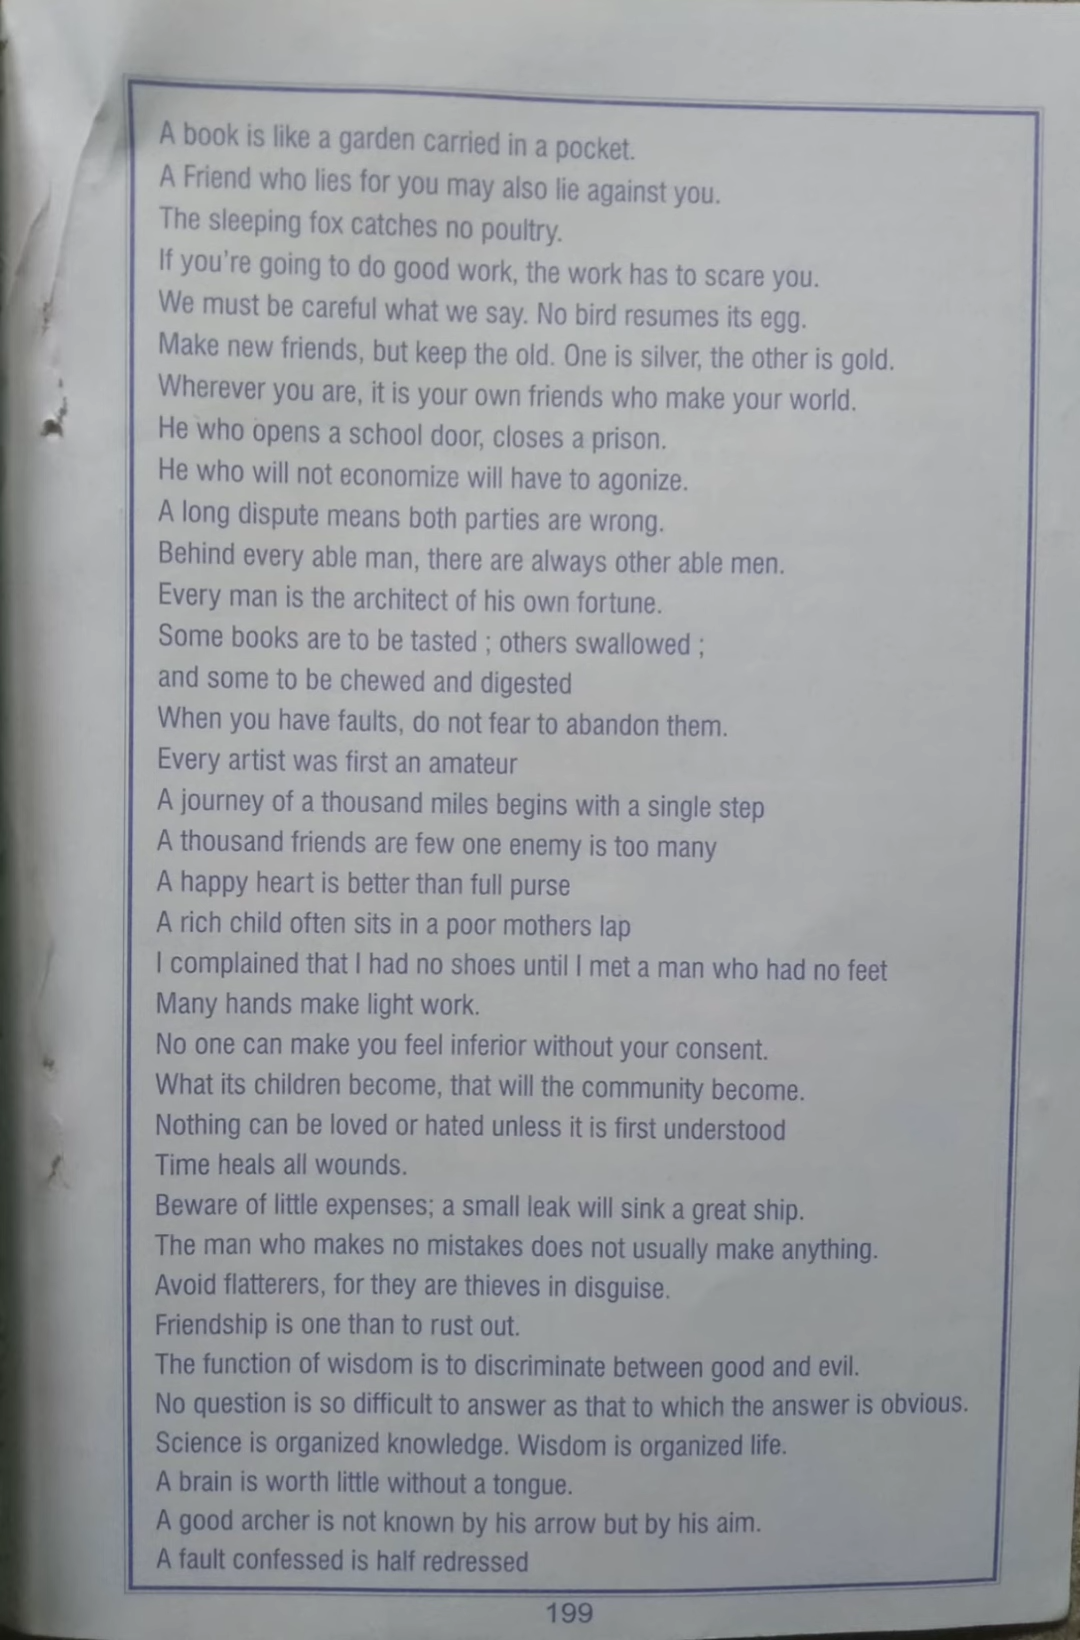 A book is like a garden carried in a pocket.
A Friend who lies for you may also lie against you.
The sleeping fox catches no poultry.
If you're going to do good work, the work has to scare you.
We must be careful what we say. No bird resumes its egg.
Make new friends, but keep the old. One is silver, the other is gold.
Wherever you are, it is your own friends who make your world.
He who opens a school door, closes a prison.
He who will not economize will have to agonize.
A long dispute means both parties are wrong.
Behind every able man, there are always other able men.
Every man is the architect of his own fortune.
Some books are to be tasted ; others swallowed ;
and some to be chewed and digested
When you have faults, do not fear to abandon them.
Every artist was first an amateur
A journey of a thousand miles begins with a single step
A thousand friends are few one enemy is too many
A happy heart is better than full purse
A rich child often sits in a poor mothers lap
I complained that I had no shoes until I met a man who had no feet
Many hands make light work.
No one can make you feel inferior without your consent.
What its children become, that will the community become.
Nothing can be loved or hated unless it is first understood
Time heals all wounds.
Beware of little expenses; a small leak will sink a great ship.
The man who makes no mistakes does not usually make anything.
Avoid flatterers, for they are thieves in disguise.
Friendship is one than to rust out.
The function of wisdom is to discriminate between good and evil.
No question is so difficult to answer as that to which the answer is obvious.
Science is organized knowledge. Wisdom is organized life.
A brain is worth little without a tongue.
A good archer is not known by his arrow but by his aim.
A fault confessed is half redressed
199